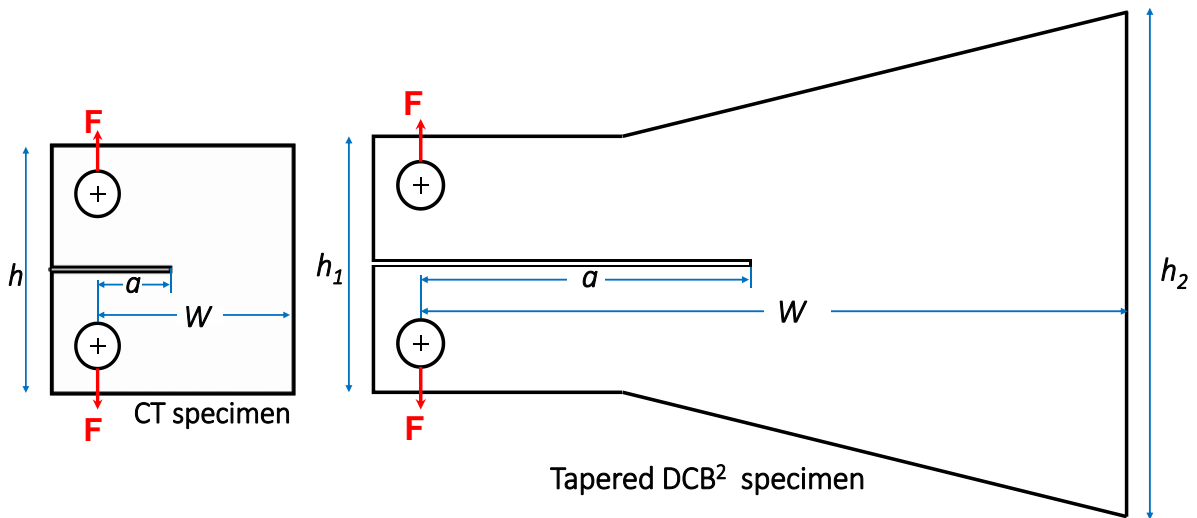 F
h
a
W
F
CT specimen
F
h1
a
W
h2
F
Tapered DCB² specimen